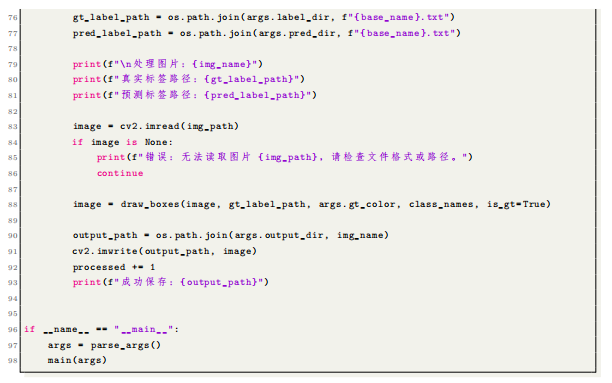 76 gt_label_path = os.path.join(args.label_dir, f"{base_name}.txt")
77 pred_label_path = os.path.join(args.pred_dir, f"{base_name}.txt")
78
79 print(f"\n处理图片: {img_name}")
80 print(f"真实标签路径: {gt_label_path}")
81 print(f"预测标签路径: {pred_label_path}")
82
83 image = cv2.imread(img_path)
84 if image is None:
85 print(f"错误: 无法读取图片 {img_path}, 请检查文件格式或路径。")
86 continue
87
88 image = draw_boxes(image, gt_label_path, args.gt_color, class_names, is_gt=True)
89
90 output_path = os.path.join(args.output_dir, img_name)
91 cv2.imwrite(output_path, image)
92 processed += 1
93 print(f"成功保存: {output_path}")
94
95
96 if __name__ == "__main__":
97 args = parse_args()
98 main(args)